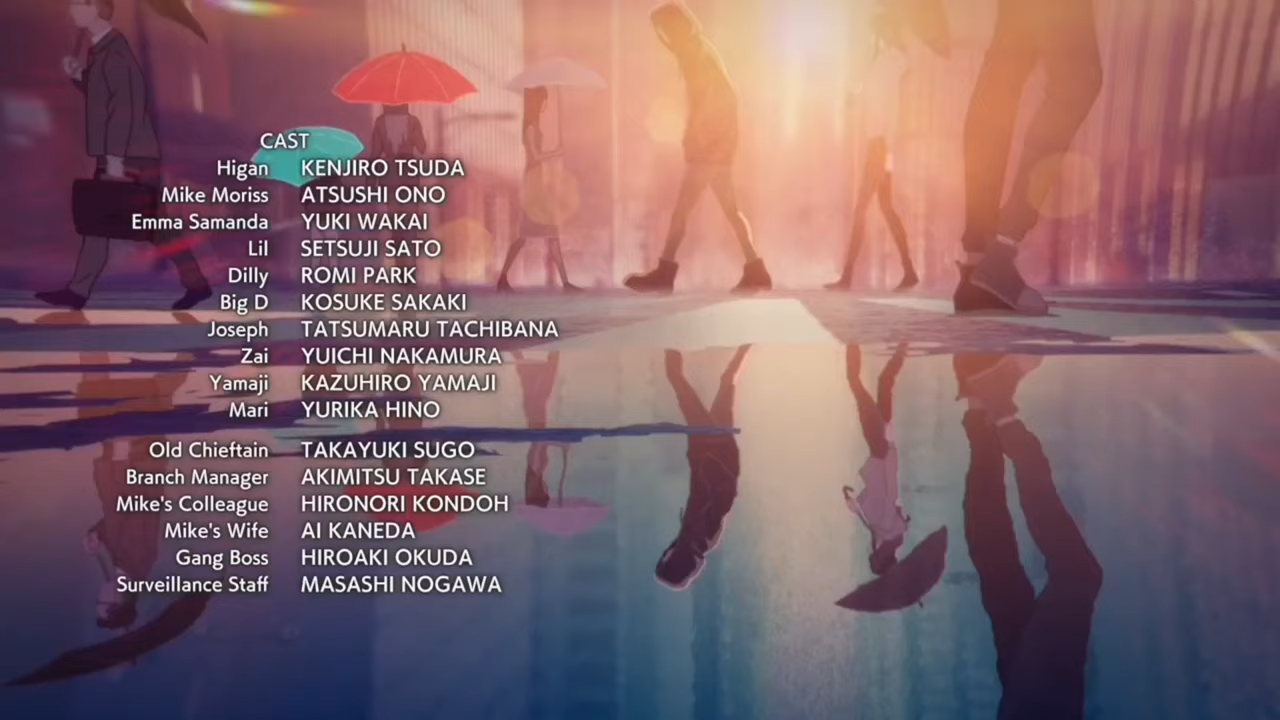 CAST
Higan KENJIRO TSUDA
Mike Moriss ATSUSHI ONO
Emma Samanda YUKI WAKAI
Lil SETSUJI SATO
Dilly ROMI PARK
Big D KOSUKE SAKAKI
Joseph TATSUMARU TACHIBANA
Zai YUICHI NAKAMURA
Yamaji KAZUHIRO YAMAJI
Mari YURIKA HINO
Old Chieftain TAKAYUKI SUGO
Branch Manager AKIMITSU TAKASE
Mike's Colleague HIRONORI KONDOH
Mike's Wife AI KANEDA
Gang Boss HIROAKI OKUDA
Surveillance Staff MASASHI NOGAWA